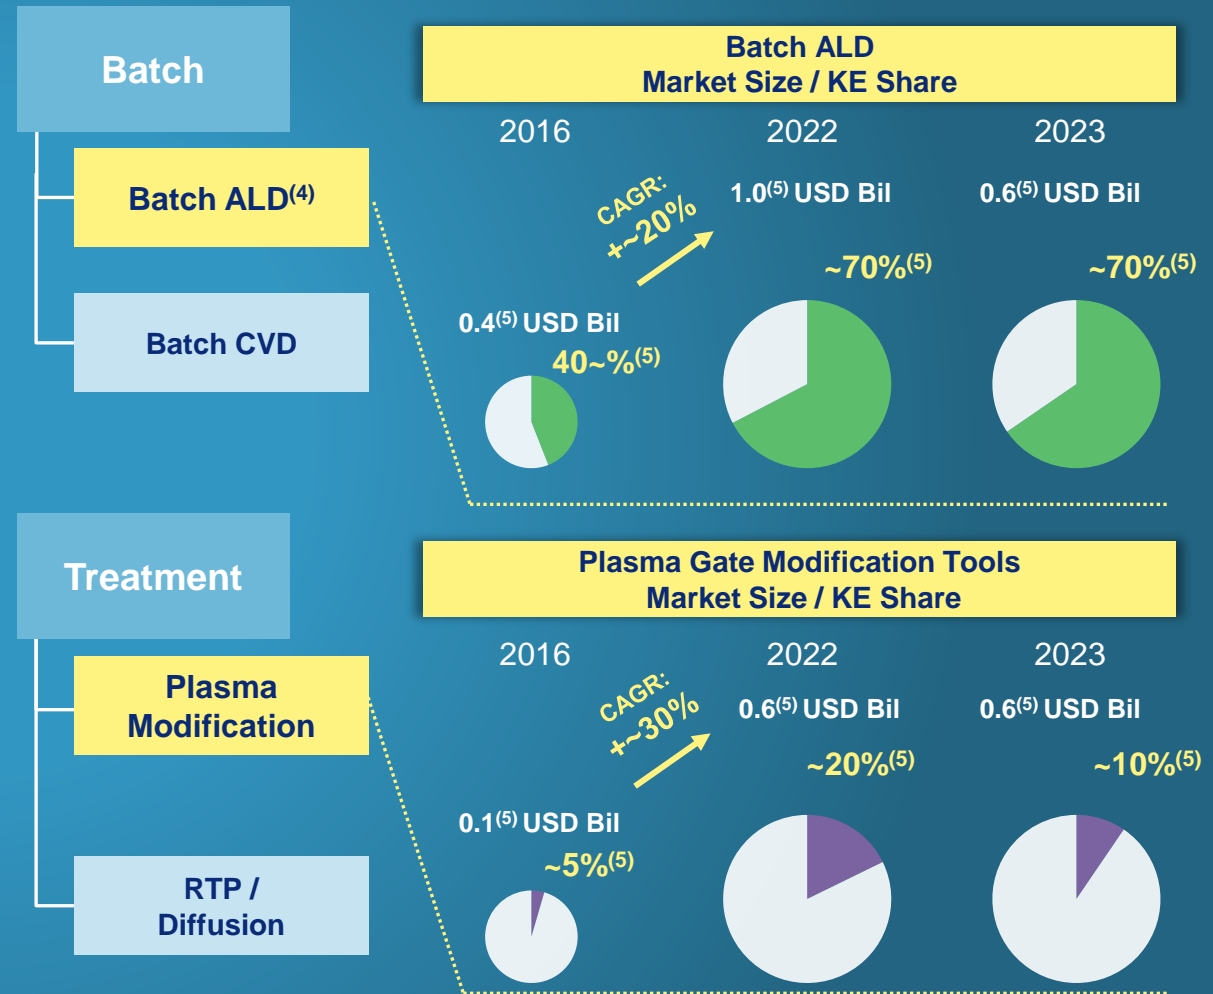 Batch
Batch ALD(4)
Batch CVD
Batch ALD
Market Size / KE Share
2016
2022
2023
CAGR:
+~20%
0.4(5) USD Bil
40~%(5)
1.0(5) USD Bil
~70%(5)
0.6(5) USD Bil
~70%(5)
Treatment
Plasma
Modification
RTP /
Diffusion
Plasma Gate Modification Tools
Market Size / KE Share
2016
2022
2023
CAGR:
+~30%
0.1(5) USD Bil
~5%(5)
0.6(5) USD Bil
~20%(5)
0.6(5) USD Bil
~10%(5)